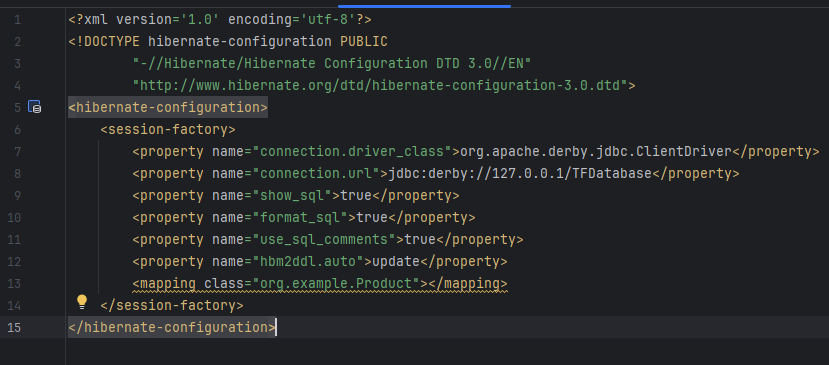 1 <?xml version='1.0' encoding='utf-8'?>
2 <!DOCTYPE hibernate-configuration PUBLIC
3         "-//Hibernate/Hibernate Configuration DTD 3.0//EN"
4         "http://www.hibernate.org/dtd/hibernate-configuration-3.0.dtd">
5 <hibernate-configuration>
6     <session-factory>
7         <property name="connection.driver_class">org.apache.derby.jdbc.ClientDriver</property>
8         <property name="connection.url">jdbc:derby://127.0.0.1/TFDatabase</property>
9         <property name="show_sql">true</property>
10         <property name="format_sql">true</property>
11         <property name="use_sql_comments">true</property>
12         <property name="hbm2ddl.auto">update</property>
13         <mapping class="org.example.Product"></mapping>
14     </session-factory>
15 </hibernate-configuration>